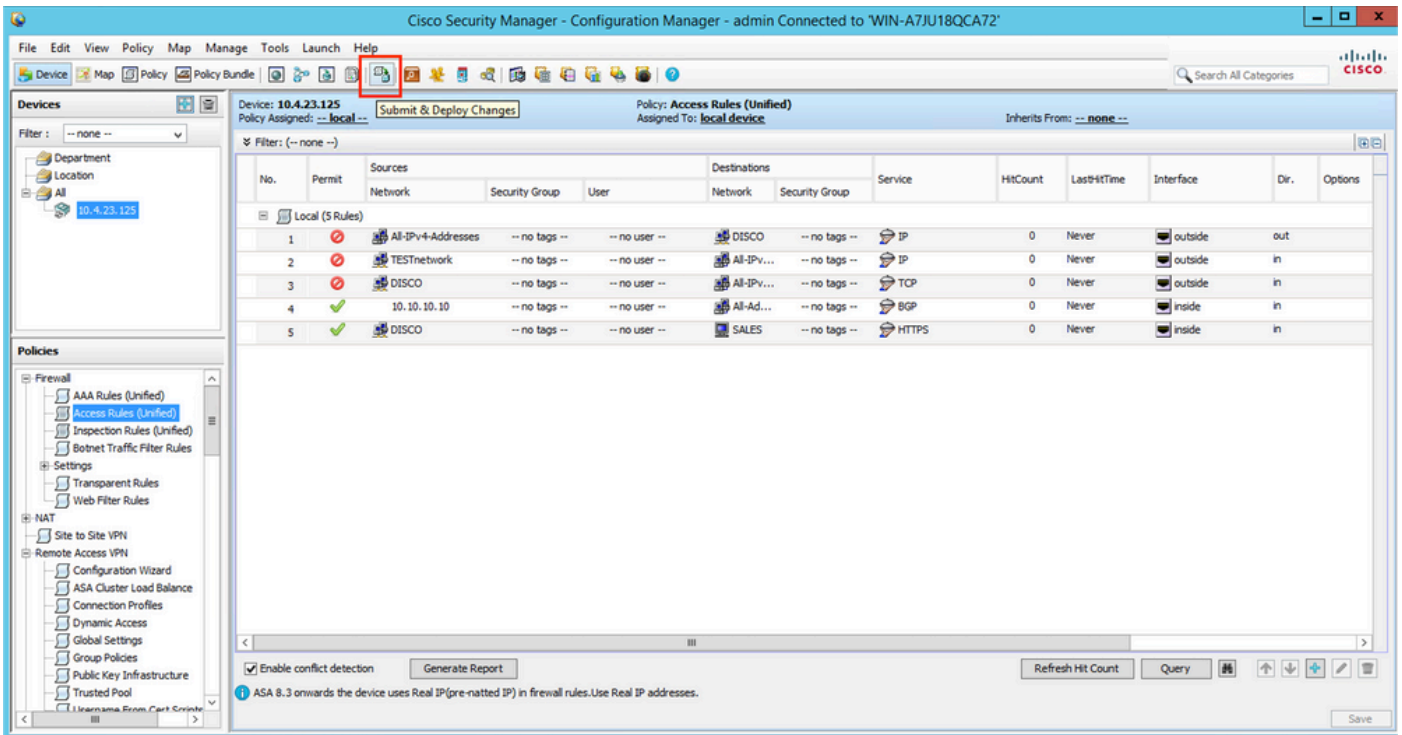 Cisco Security Manager - Configuration Manager - admin Connected to 'WIN-A7JU18QCA72'
File Edit View Policy Map Manage Tools Launch Help
Device Map Policy Policy Bundle
Submit & Deploy Changes
Search All Categories
CISCO
Devices
Filter : -- none --
Department
Location
All
10.4.23.125
Device: 10.4.23.125 Policy: Access Rules (Unified)
Policy Assigned: -- local -- Assigned To: local device Inherits From: -- none --
Filter: (-- none --)
No. Permit Sources Destinations Service HitCount LastHitTime Interface Dir. Options
Network Security Group User Network Security Group
Local (5 Rules)
1 All-IPv4-Addresses -- no tags -- -- no user -- DISCO -- no tags -- IP 0 Never outside out
2 TESTnetwork -- no tags -- -- no user -- All-IPv... -- no tags -- IP 0 Never outside in
3 DISCO -- no tags -- -- no user -- All-IPv... -- no tags -- TCP 0 Never outside in
4 10.10.10.10 -- no tags -- -- no user -- All-Ad... -- no tags -- BGP 0 Never inside in
5 DISCO -- no tags -- -- no user -- SALES -- no tags -- HTTPS 0 Never inside in
Policies
Firewall
AAA Rules (Unified)
Access Rules (Unified)
Inspection Rules (Unified)
Botnet Traffic Filter Rules
Settings
Transparent Rules
Web Filter Rules
NAT
Site to Site VPN
Remote Access VPN
Configuration Wizard
ASA Cluster Load Balance
Connection Profiles
Dynamic Access
Global Settings
Group Policies
Public Key Infrastructure
Trusted Pool
Username From Cert Scripts
Enable conflict detection Generate Report Refresh Hit Count Query
ASA 8.3 onwards the device uses Real IP(pre-natted IP) in firewall rules.Use Real IP addresses.
Save